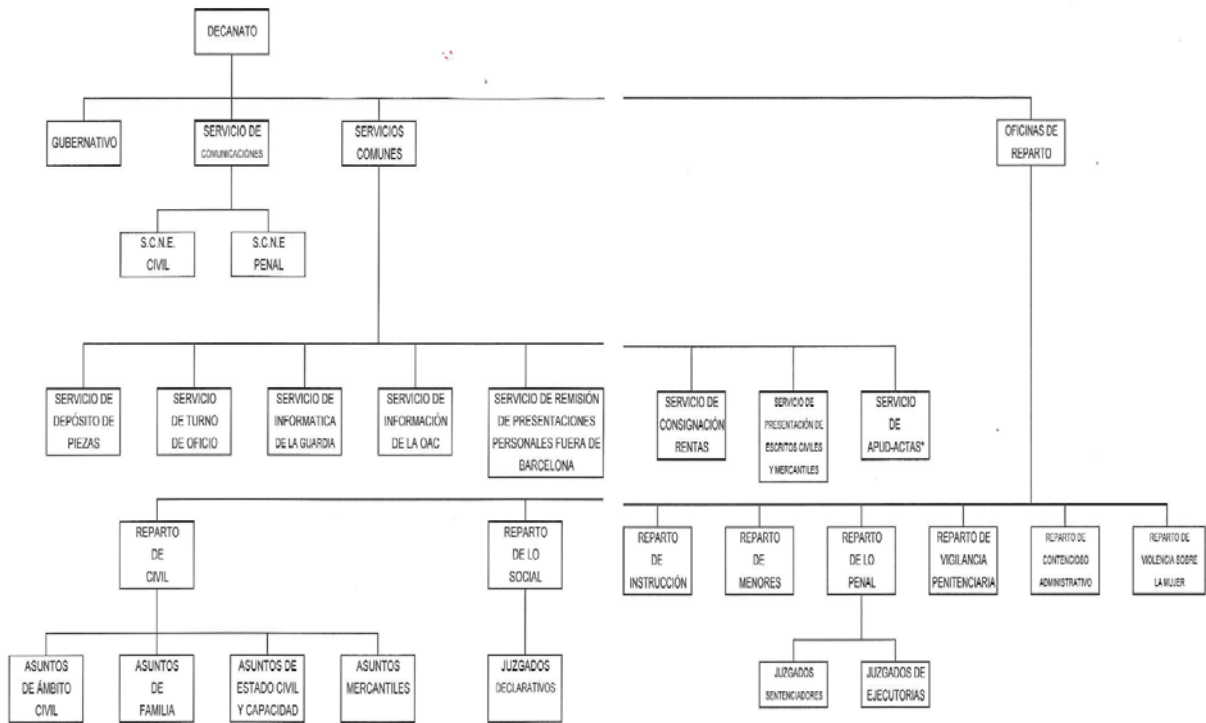 DECANATO
GUBERNATIVO
SERVICIO DE
COMUNICACIONES
SERVICIOS
COMUNES
OFICINAS DE
REPARTO
S.C.N.E.
CIVIL
S.C.N.E
PENAL
SERVICIO DE
DEPÓSITO DE
PIEZAS
SERVICIO
DE TURNO
DE OFICIO
SERVICIO DE
INFORMATICA
DE LA GUARDIA
SERVICIO DE
INFORMACIÓN
DE LA OAC
SERVICIO DE REMISIÓN
DE PRESENTACIONES
PERSONALES FUERA DE
BARCELONA
SERVICIO DE
CONSIGNACIÓN
RENTAS
SERVICIO DE
PRESENTACIÓN DE
ESCRITOS CIVILES
Y MERCANTILES
SERVICIO
DE
APUD-ACTAS*
REPARTO
DE
CIVIL
REPARTO
DE LO
SOCIAL
REPARTO
DE
INSTRUCCIÓN
REPARTO
DE
MENORES
REPARTO
DE LO
PENAL
REPARTO DE
VIGILANCIA
PENITENCIARIA
REPARTO DE
CONTENCIOSO
ADMINISTRATIVO
REPARTO DE
VIOLENCIA SOBRE
LA MUJER
ASUNTOS
DE ÁMBITO
CIVIL
ASUNTOS
DE
FAMILIA
ASUNTOS DE
ESTADO CIVIL
Y CAPACIDAD
ASUNTOS
MERCANTILES
JUZGADOS
DECLARATIVOS
JUZGADOS
SENTENCIADORES
JUZGADOS DE
EJECUTORIAS